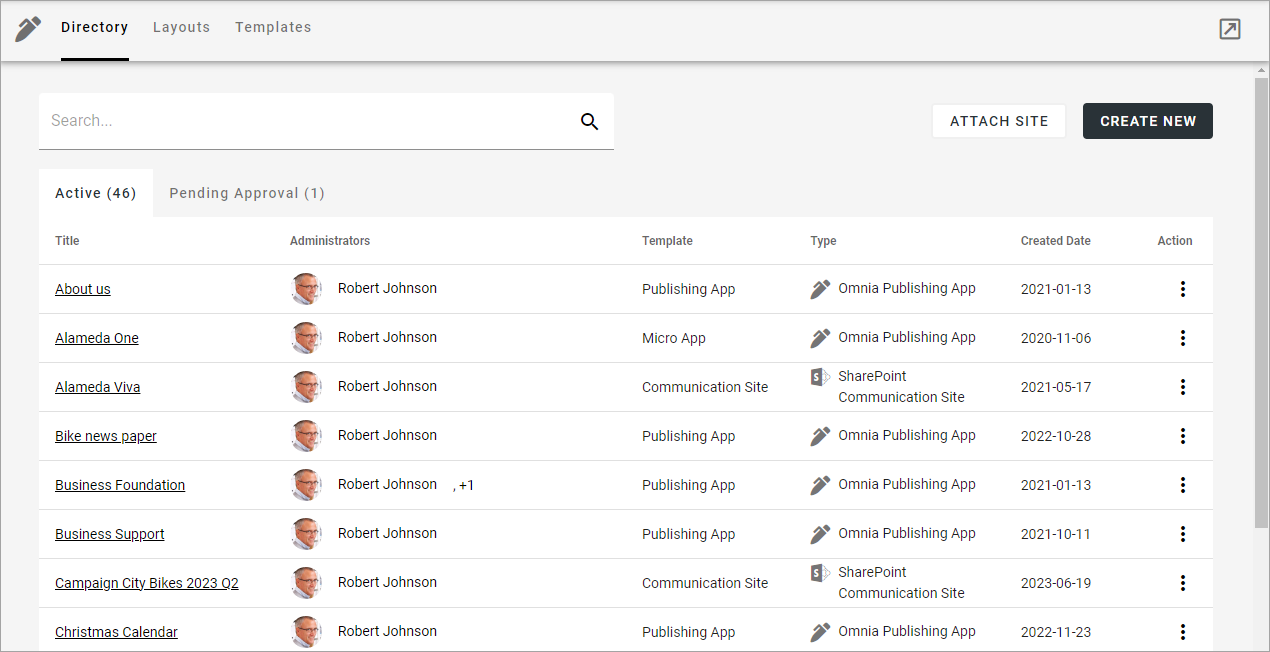 Directory Layouts Templates
Search...
ATTACH SITE CREATE NEW
Active (46) Pending Approval (1)
Title Administrators Template Type Created Date Action
About us Robert Johnson Publishing App Omnia Publishing App 2021-01-13
Alameda One Robert Johnson Micro App Omnia Publishing App 2020-11-06
Alameda Viva Robert Johnson Communication Site S SharePoint 2021-05-17
Communication Site
Bike news paper Robert Johnson Publishing App Omnia Publishing App 2022-10-28
Business Foundation Robert Johnson , +1 Publishing App Omnia Publishing App 2021-01-13
Business Support Robert Johnson Publishing App Omnia Publishing App 2021-10-11
Campaign City Bikes 2023 Q2 Robert Johnson Communication Site S SharePoint 2023-06-19
Communication Site
Christmas Calendar Robert Johnson Publishing App Omnia Publishing App 2022-11-23